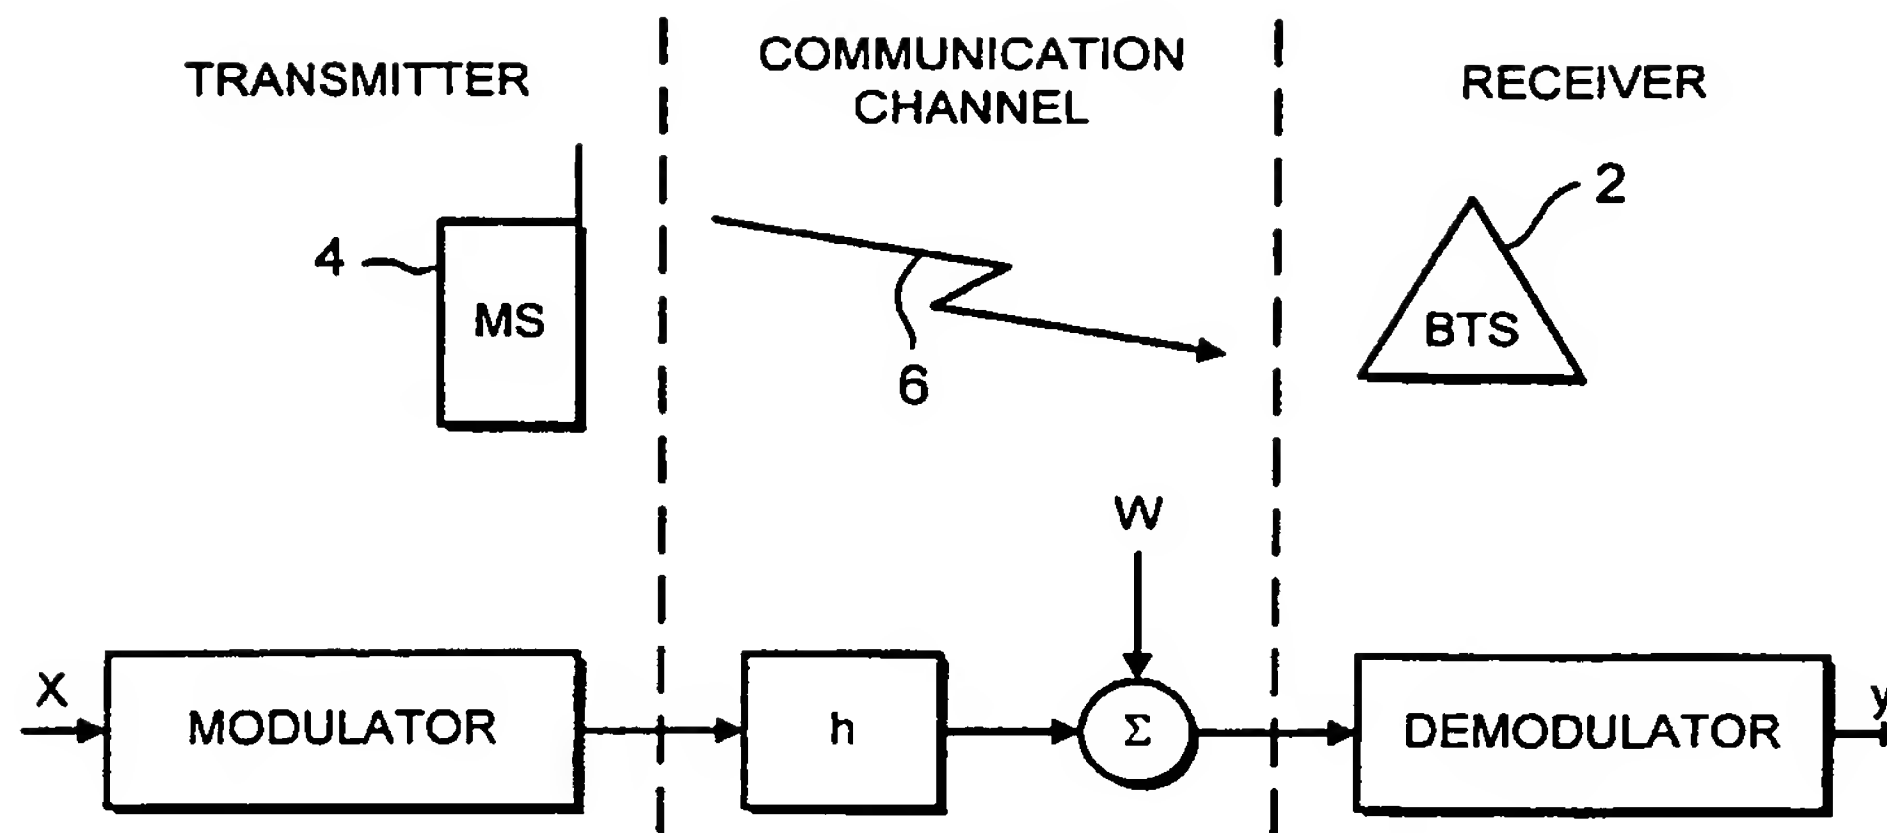 TRANSMITTER
COMMUNICATION
CHANNEL
RECEIVER
4
MS
6
2
BTS
W
X
MODULATOR
h
Σ
DEMODULATOR
y